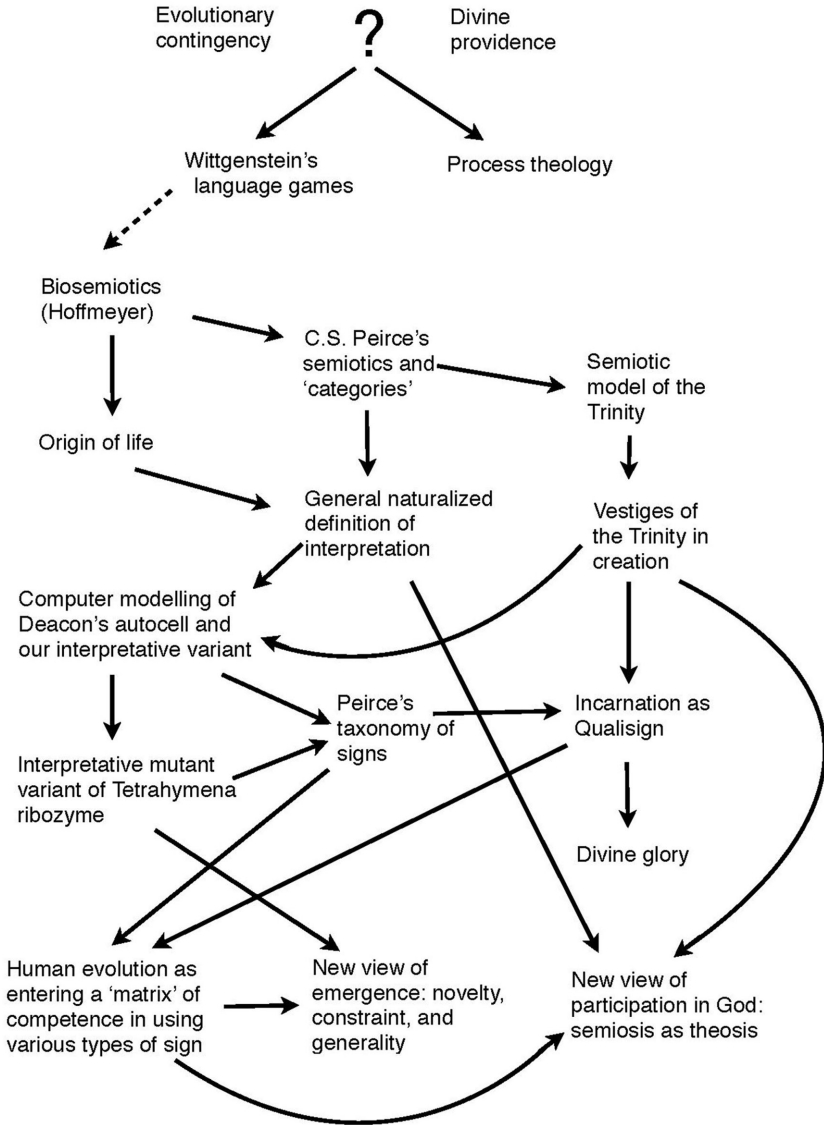 Evolutionary
contingency
?
Divine
providence
Wittgenstein's
language games
Process theology
Biosemiotics
(Hoffmeyer)
C.S. Peirce's
semiotics and
'categories'
Semiotic
model of the
Trinity
Origin of life
General naturalized
definition of
interpretation
Vestiges of
the Trinity in
creation
Computer modelling of
Deacon's autocell and
our interpretative variant
Peirce's
taxonomy of
signs
Incarnation as
Qualisign
Interpretative mutant
variant of Tetrahymena
ribozyme
Divine glory
Human evolution as
entering a 'matrix' of
competence in using
various types of sign
New view of
emergence: novelty,
constraint, and
generality
New view of
participation in God:
semiosis as theosis